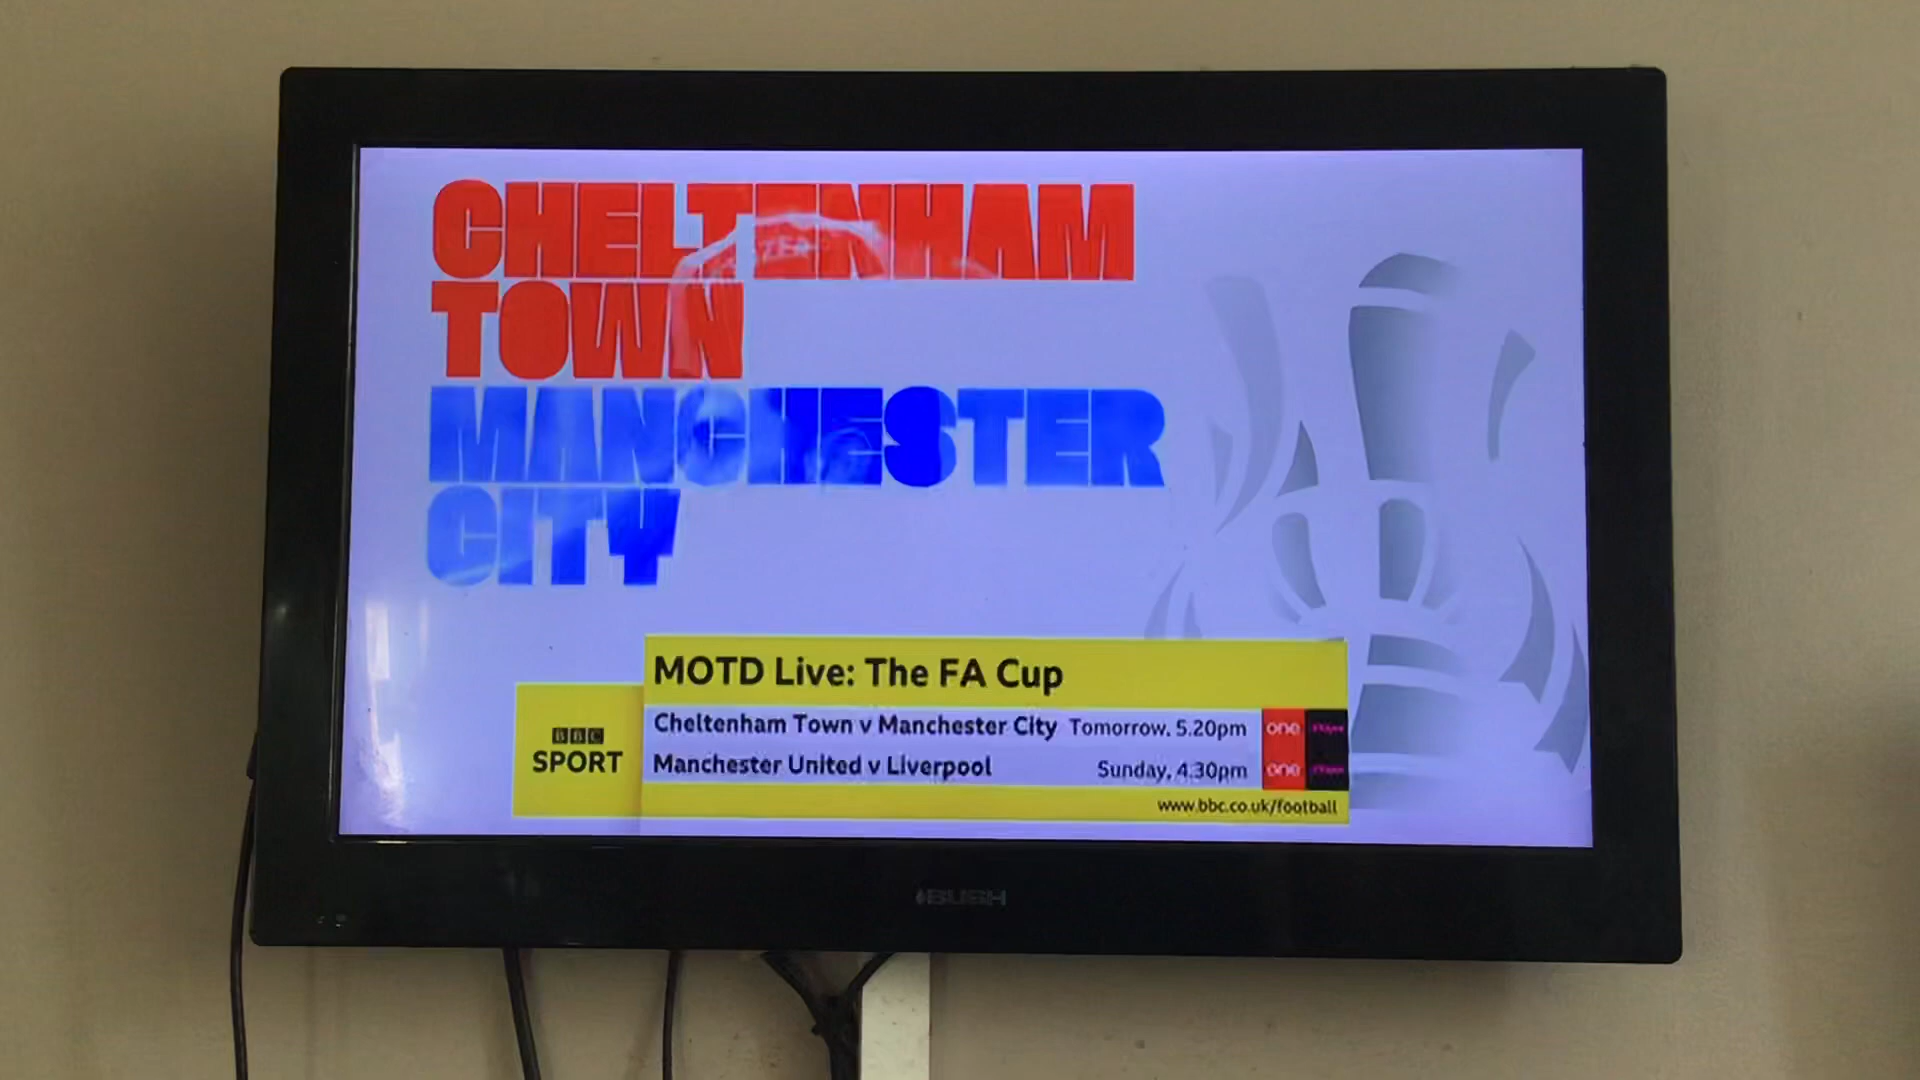 CHELTENHAM
TOWN
MANCHESTER
CITY
MOTD Live: The FA Cup
BBC
SPORT
Cheltenham Town v Manchester City Tomorrow, 5.20pm one
Manchester United v Liverpool Sunday, 4.30pm one
www.bbc.co.uk/football
BUSH